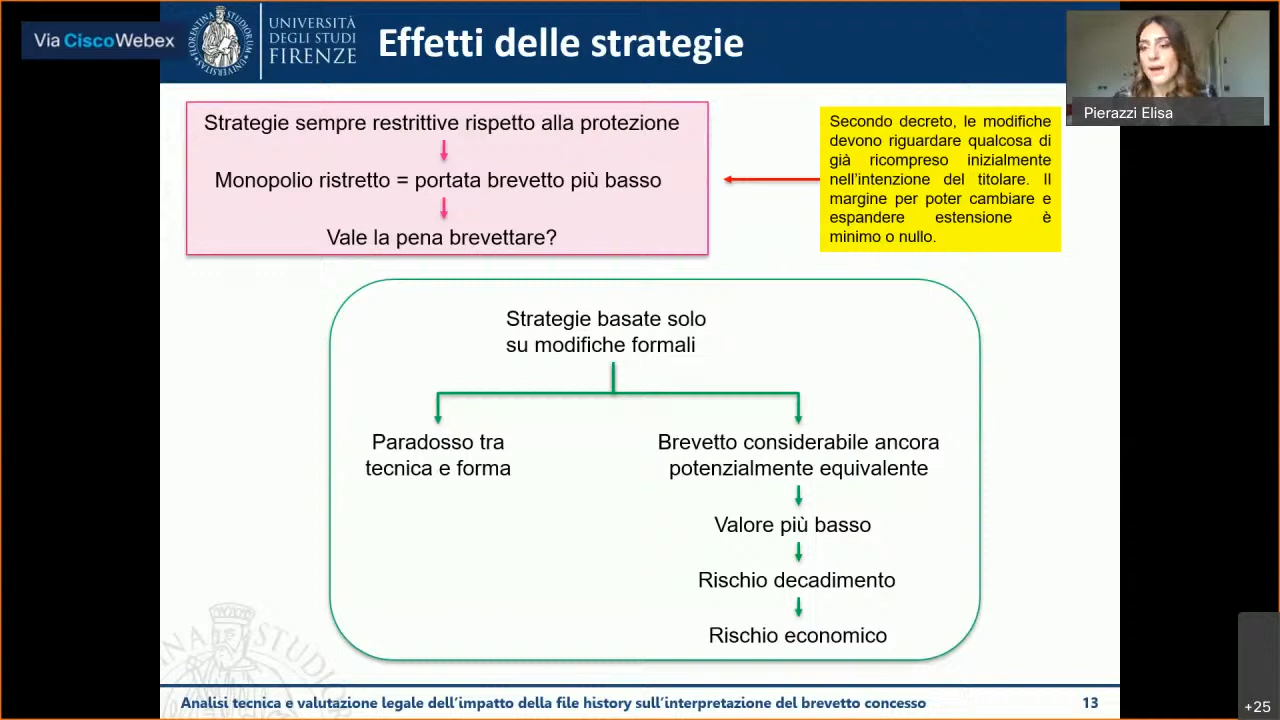 Via CiscoWebex
UNIVERSITÀ
DEGLI STUDI
FIRENZE
Effetti delle strategie
Pierazzi Elisa
Strategie sempre restrittive rispetto alla protezione
Monopolio ristretto = portata brevetto più basso
Vale la pena brevettare?
Secondo decreto, le modifiche
devono riguardare qualcosa di
già ricompreso inizialmente
nell'intenzione del titolare. Il
margine per poter cambiare e
espandere estensione è
minimo o nullo.
Strategie basate solo
su modifiche formali
Paradosso tra
tecnica e forma
Brevetto considerabile ancora
potenzialmente equivalente
Valore più basso
Rischio decadimento
Rischio economico
Analisi tecnica e valutazione legale dell'impatto della file history sull'interpretazione del brevetto concesso
13
+25